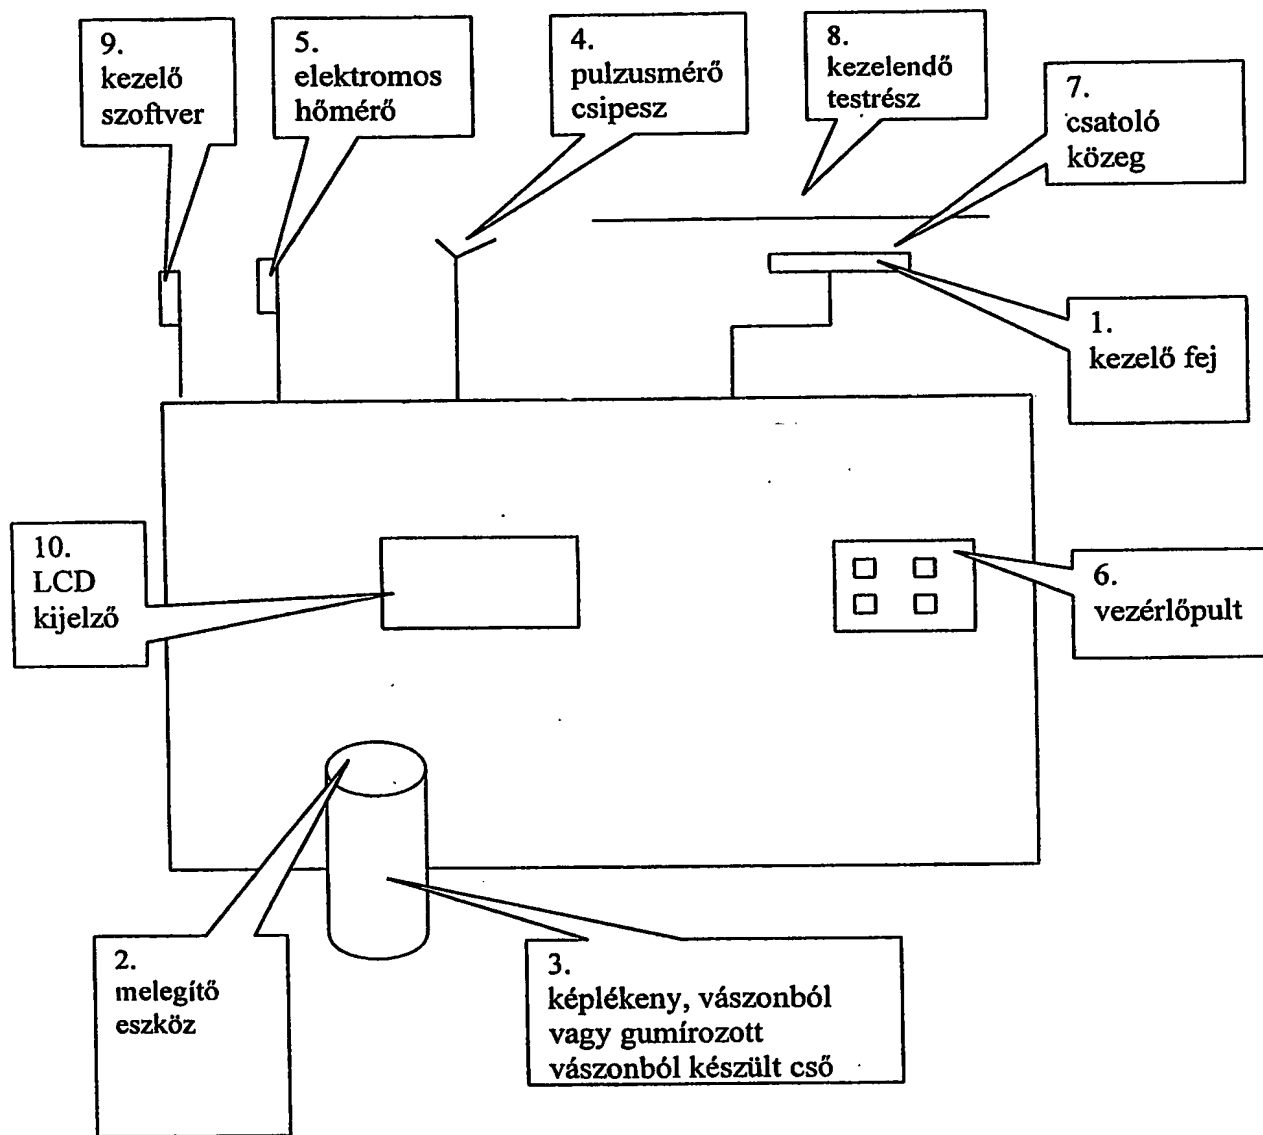 9.
kezelő
szoftver
5.
elektromos
hőmérő
4.
pulzusmérő
csipesz
8.
kezelendő
testrész
7.
csatoló
közeg
1.
kezelő fej
10.
LCD
kijelző
6.
vezérlőpult
2.
melegítő
eszköz
3.
képlékeny, vászonból
vagy gumírozott
vászonból készült cső